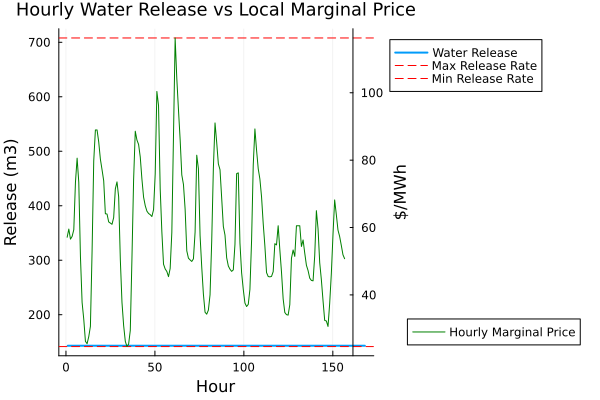 Hourly Water Release vs Local Marginal Price
Release (m3)
700
600
500
400
300
200
0
50
100
150
Hour
100
80
60
40
$/MWh
Water Release
Max Release Rate
Min Release Rate
Hourly Marginal Price